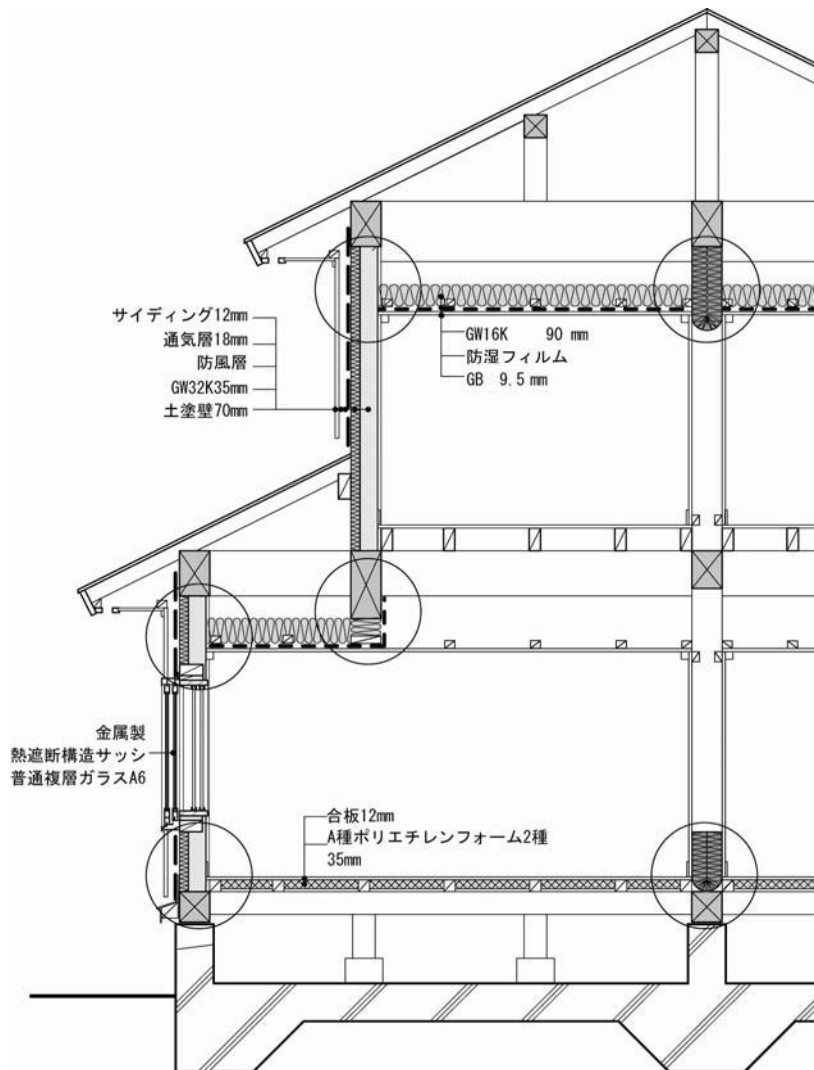 サイディング12mm
通気層18mm
防風層
GW32K35mm
土塗壁70mm
GW16K　90 mm
防湿フィルム
GB　9.5 mm
金属製
熱遮断構造サッシ
普通複層ガラスA6
合板12mm
A種ポリエチレンフォーム2種
35mm